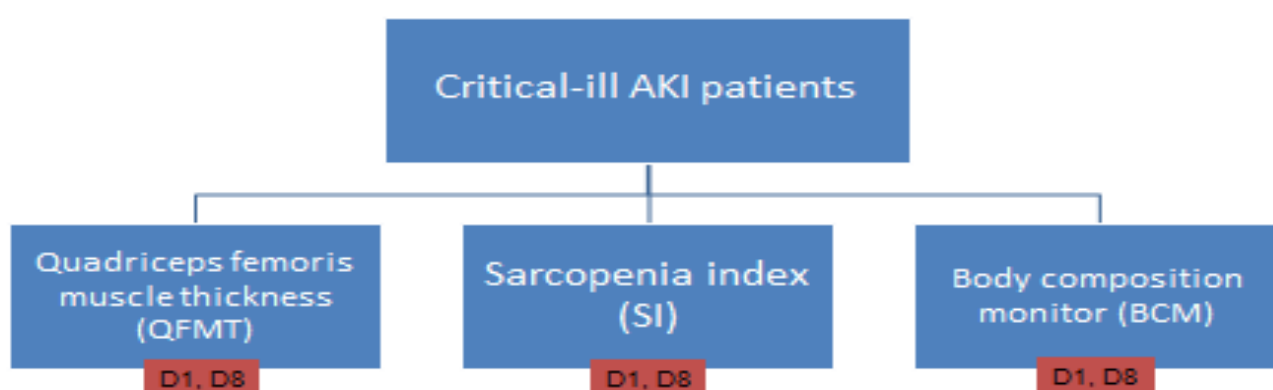 Critical-ill AKI patients
Quadriceps femoris
muscle thickness
(QFMT)
D1, D8
Sarcopenia index
(SI)
D1, D8
Body composition
monitor (BCM)
D1, D8